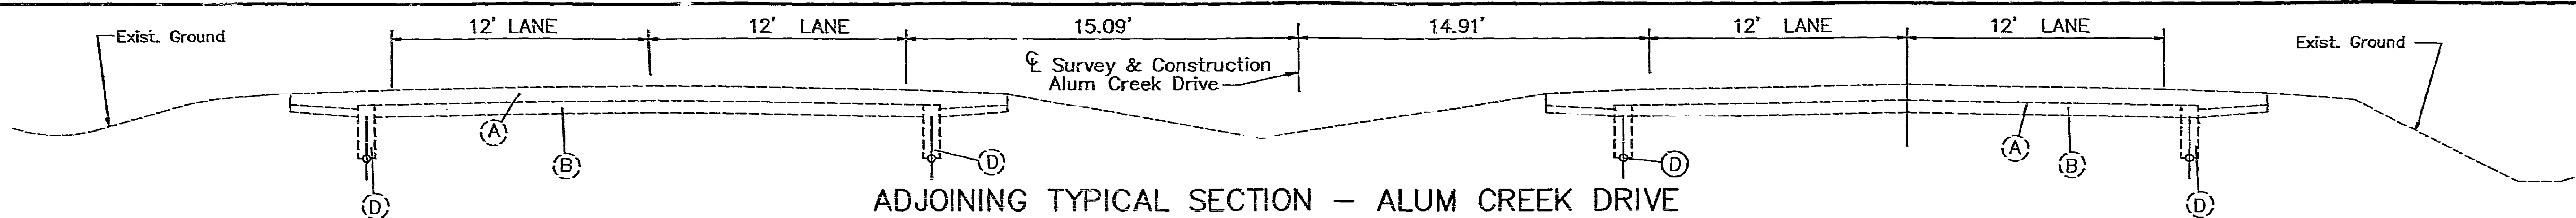 12' LANE
12' LANE
15.09'
14.91'
12' LANE
12' LANE
Exist. Ground
Exist. Ground
℄ Survey & Construction
Alum Creek Drive
A
B
D
D
D
A
B
D
ADJOINING TYPICAL SECTION – ALUM CREEK DRIVE